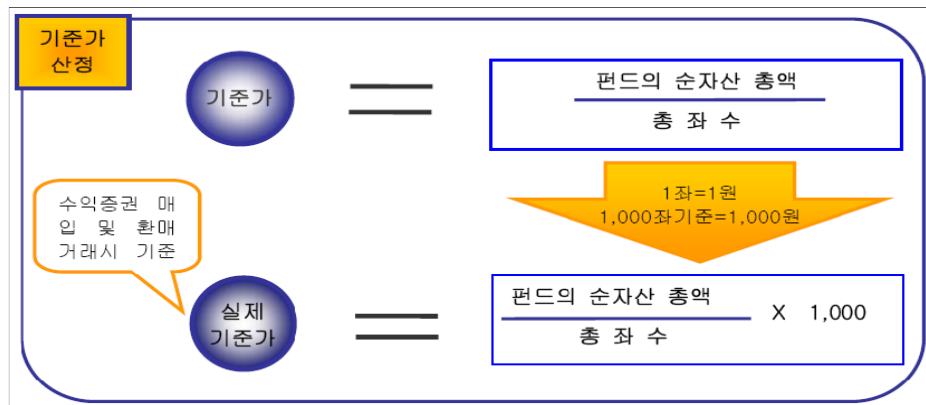 기준가
산정
기준가
펀드의 순자산 총액
총 좌 수
1좌=1원
1,000좌기준=1,000원
수익증권 매
입 및 환매
거래시 기준
실제
기준가
펀드의 순자산 총액
총 좌 수
X 1,000